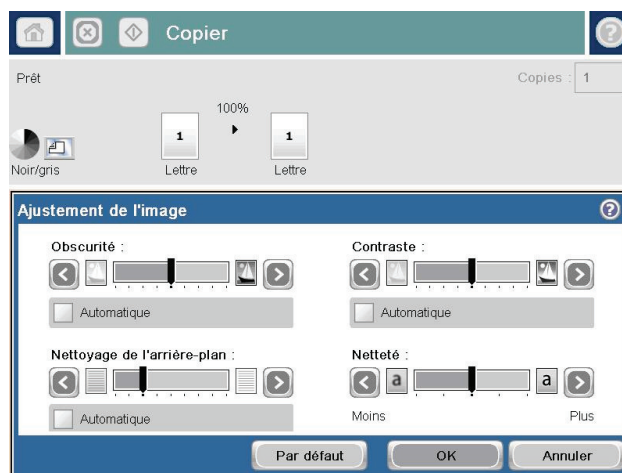 Copier
Prêt
Copies : 1
100%
1 1
Noir/gris Lettre Lettre
Ajustement de l'image
Obscurité : Contraste :
Automatique Automatique
Nettoyage de l'arrière-plan : Netteté :
a a
Automatique Moins Plus
Par défaut OK Annuler